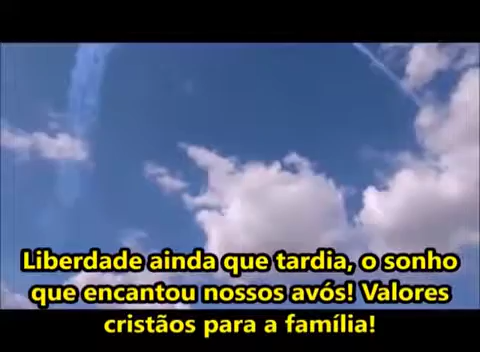 Liberdade ainda que tardia, o sonho
que encantou nossos avós! Valores
cristãos para a família!